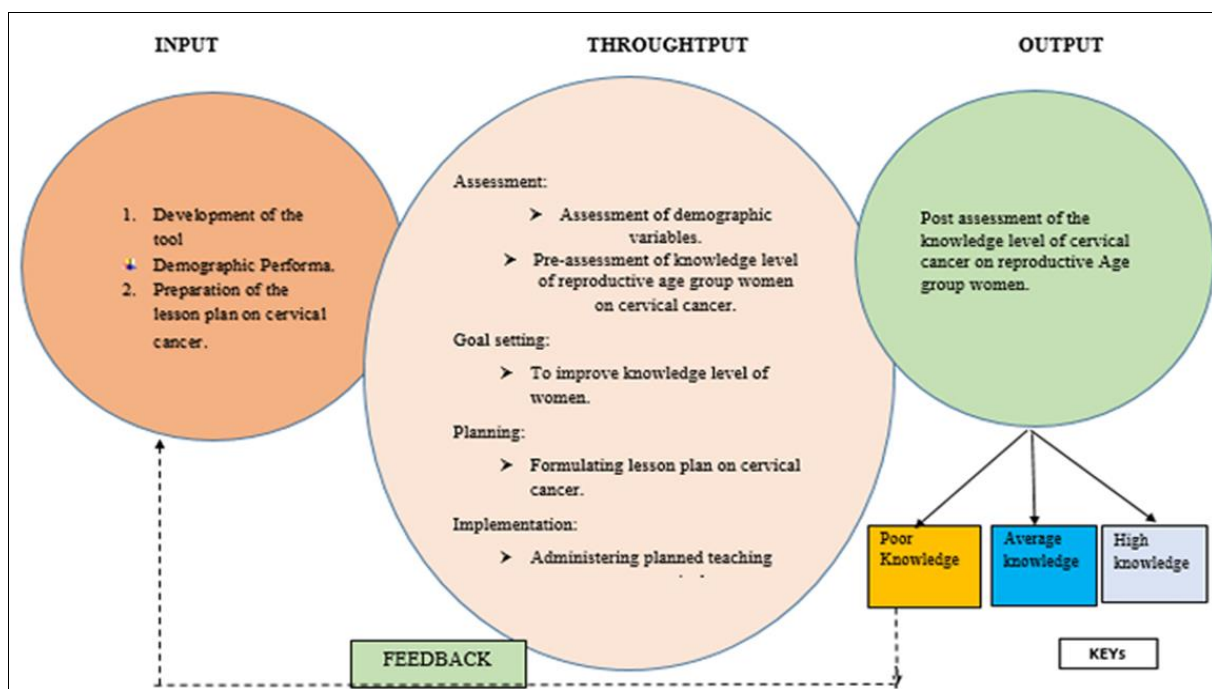 INPUT
THROUGHTPUT
OUTPUT
1. Development of the
tool
Demographic Performa.
2. Preparation of the
lesson plan on cervical
cancer.
Assessment:
➤ Assessment of demographic
variables.
➤ Pre-assessment of knowledge level
of reproductive age group women
on cervical cancer.
Goal setting:
➤ To improve knowledge level of
women.
Planning:
➤ Formulating lesson plan on cervical
cancer.
Implementation:
➤ Administering planned teaching
Post assessment of the
knowledge level of cervical
cancer on reproductive Age
group women.
Poor
Knowledge
Average
knowledge
High
knowledge
FEEDBACK
KEYs